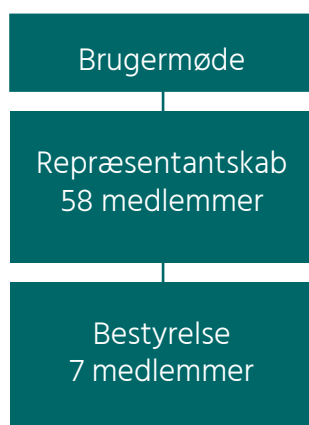 Brugermøde
Repræsentantskab
58 medlemmer
Bestyrelse
7 medlemmer